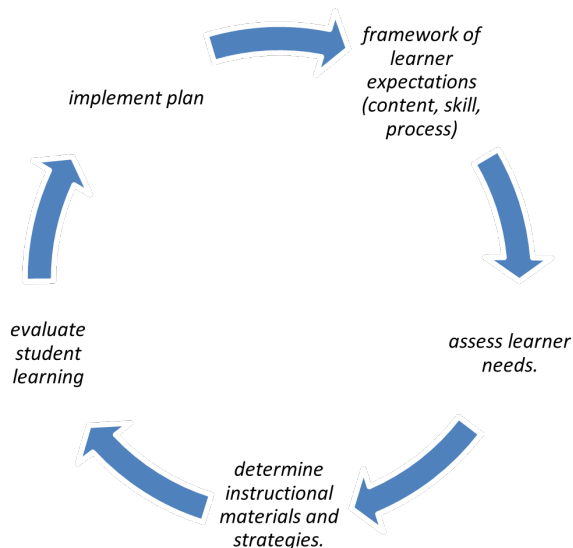 framework of
learner
expectations
(content, skill,
process)
assess learner
needs.
determine
instructional
materials and
strategies.
evaluate
student
learning
implement plan